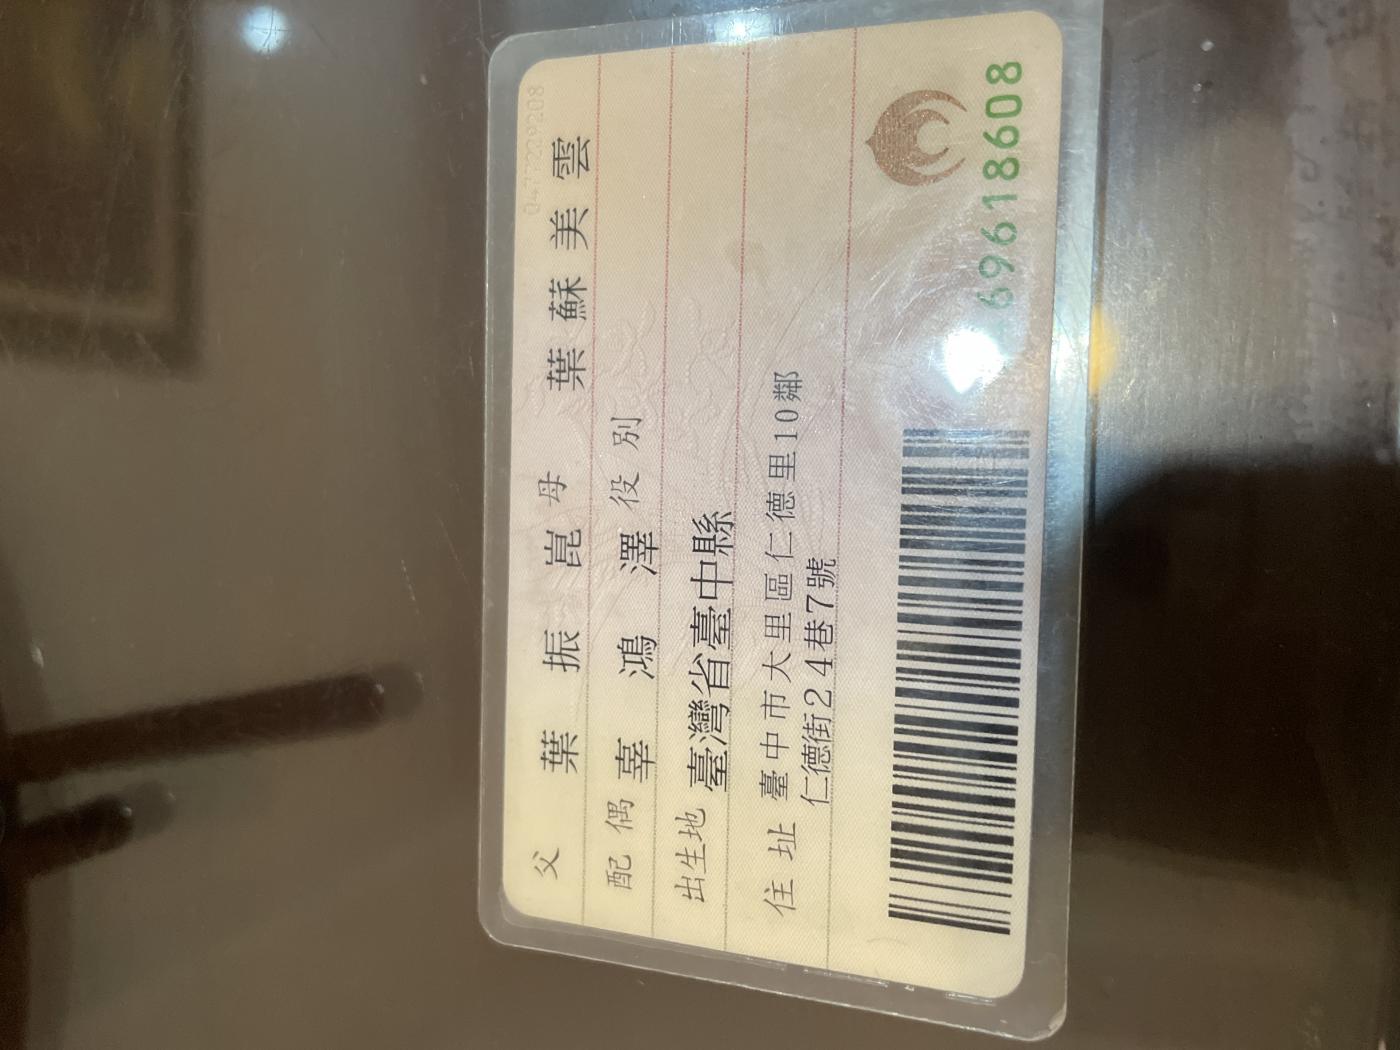 0472229208
父 葉 振 崑 母 葉 蘇 美 雲
配偶 辜 鴻 澤 役別
出生地 臺灣省臺中縣
住址 臺中市大里區仁德里10鄰
仁德街24巷7號
69618608